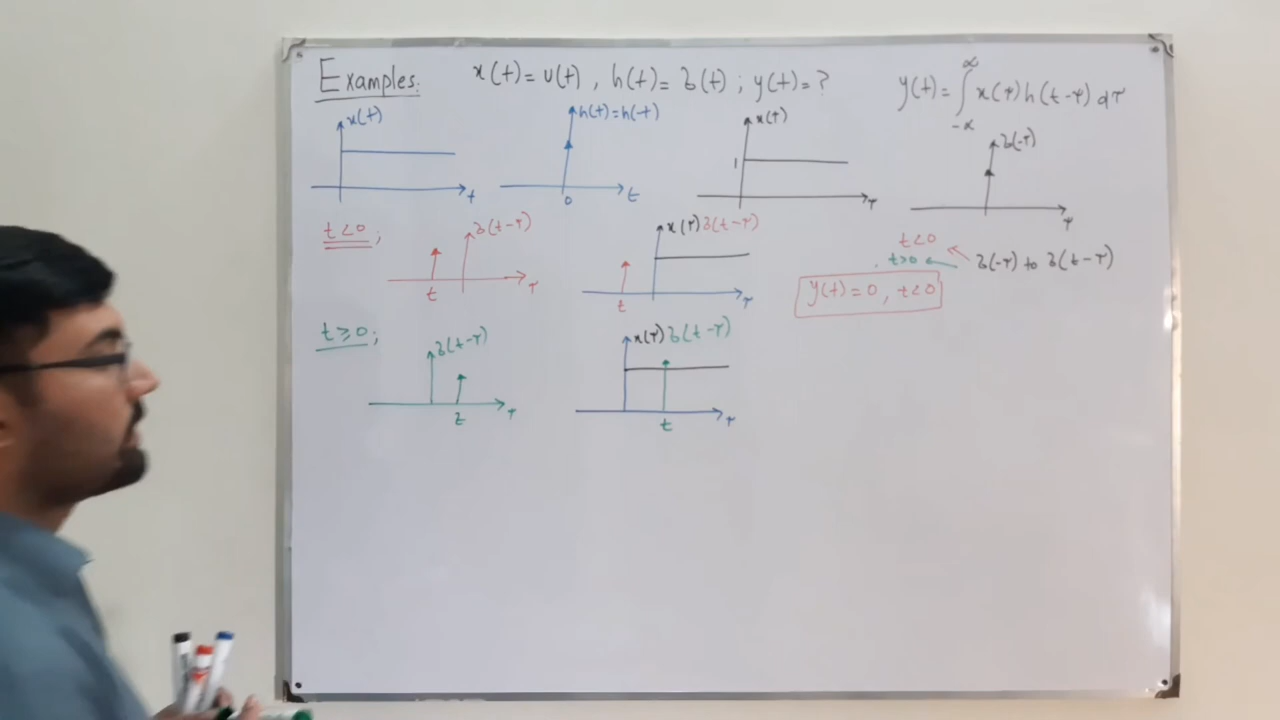 Examples: x(t)=u(t) , h(t)= δ(t) ; y(t)= ?
y(t)= ∫ x(τ) h(t-τ) dτ
∞
-∞
x(t)
t
h(t)=h(-t)
0
t
x(τ)
1
τ
δ(-τ)
τ
t<0 ;
δ(t-τ)
t
τ
x(τ) δ(t-τ)
t
τ
t<0
t>0
δ(-τ) to δ(t-τ)
y(t)=0 , t<0
t≥0 ;
δ(t-τ)
t
τ
x(τ) δ(t-τ)
t
τ